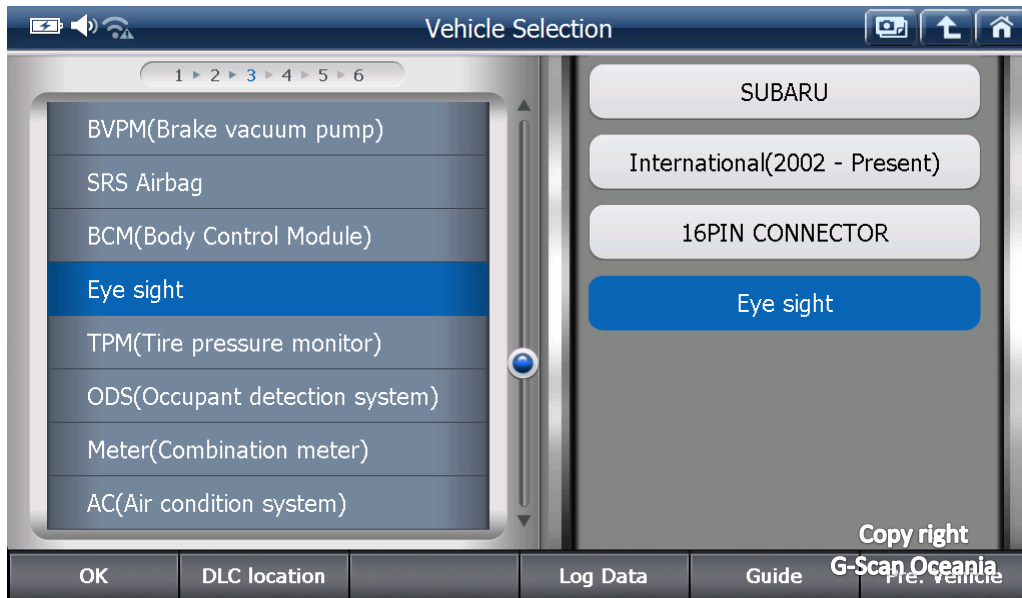 Vehicle Selection
1 2 3 4 5 6
BVPM(Brake vacuum pump)
SRS Airbag
BCM(Body Control Module)
Eye sight
TPM(Tire pressure monitor)
ODS(Occupant detection system)
Meter(Combination meter)
AC(Air condition system)
SUBARU
International(2002 - Present)
16PIN CONNECTOR
Eye sight
Copy right
G-Scan Oceania
OK
DLC location
Log Data
Guide
Pre. Vehicle